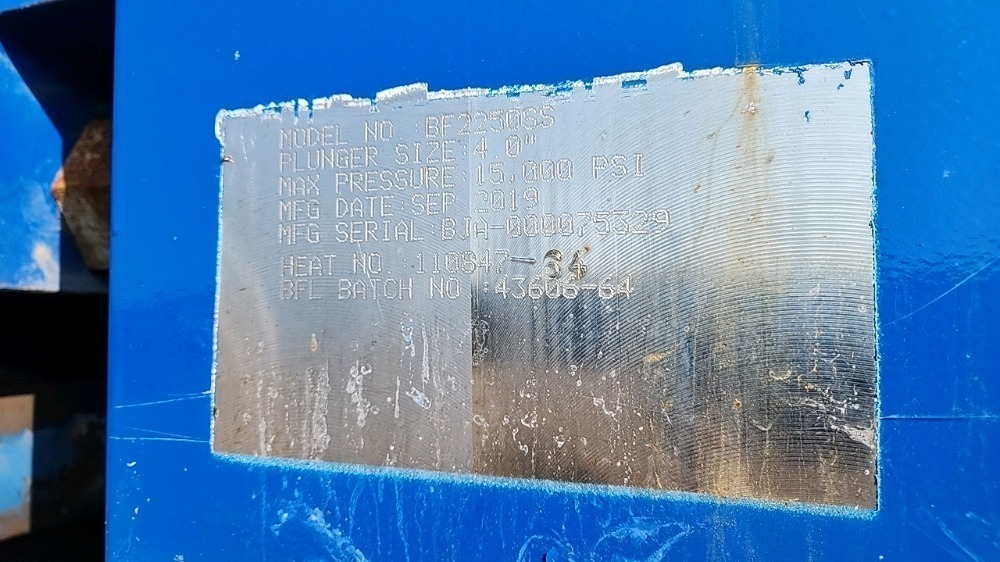 MODEL NO.:BF2250SS
PLUNGER SIZE:4.0"
MAX PRESSURE:15,000 PSI
MFG DATE:SEP 2019
MFG SERIAL:BJA-000075329
HEAT NO.:110847-54
BFL BATCH NO.:43606-64